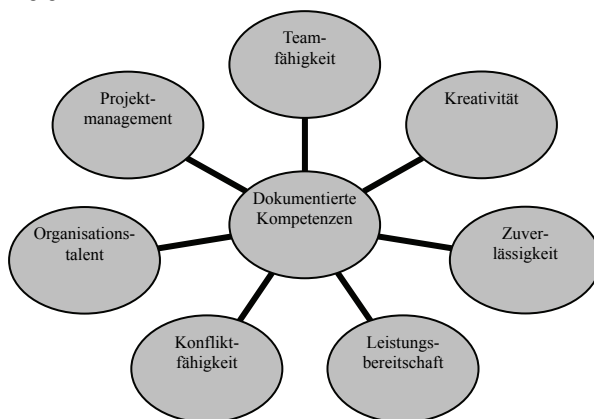 Team-
fähigkeit
Projekt-
management
Kreativität
Dokumentierte
Kompetenzen
Organisations-
talent
Zuver-
lässigkeit
Konflikt-
fähigkeit
Leistungs-
bereitschaft